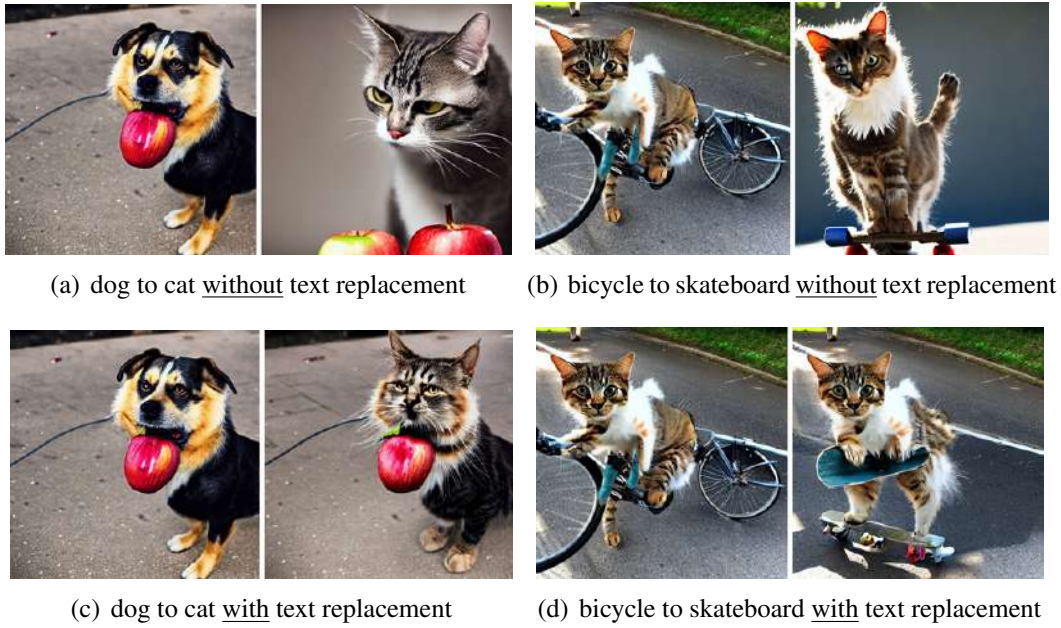 (a) dog to cat without text replacement
(b) bicycle to skateboard without text replacement
(c) dog to cat with text replacement
(d) bicycle to skateboard with text replacement